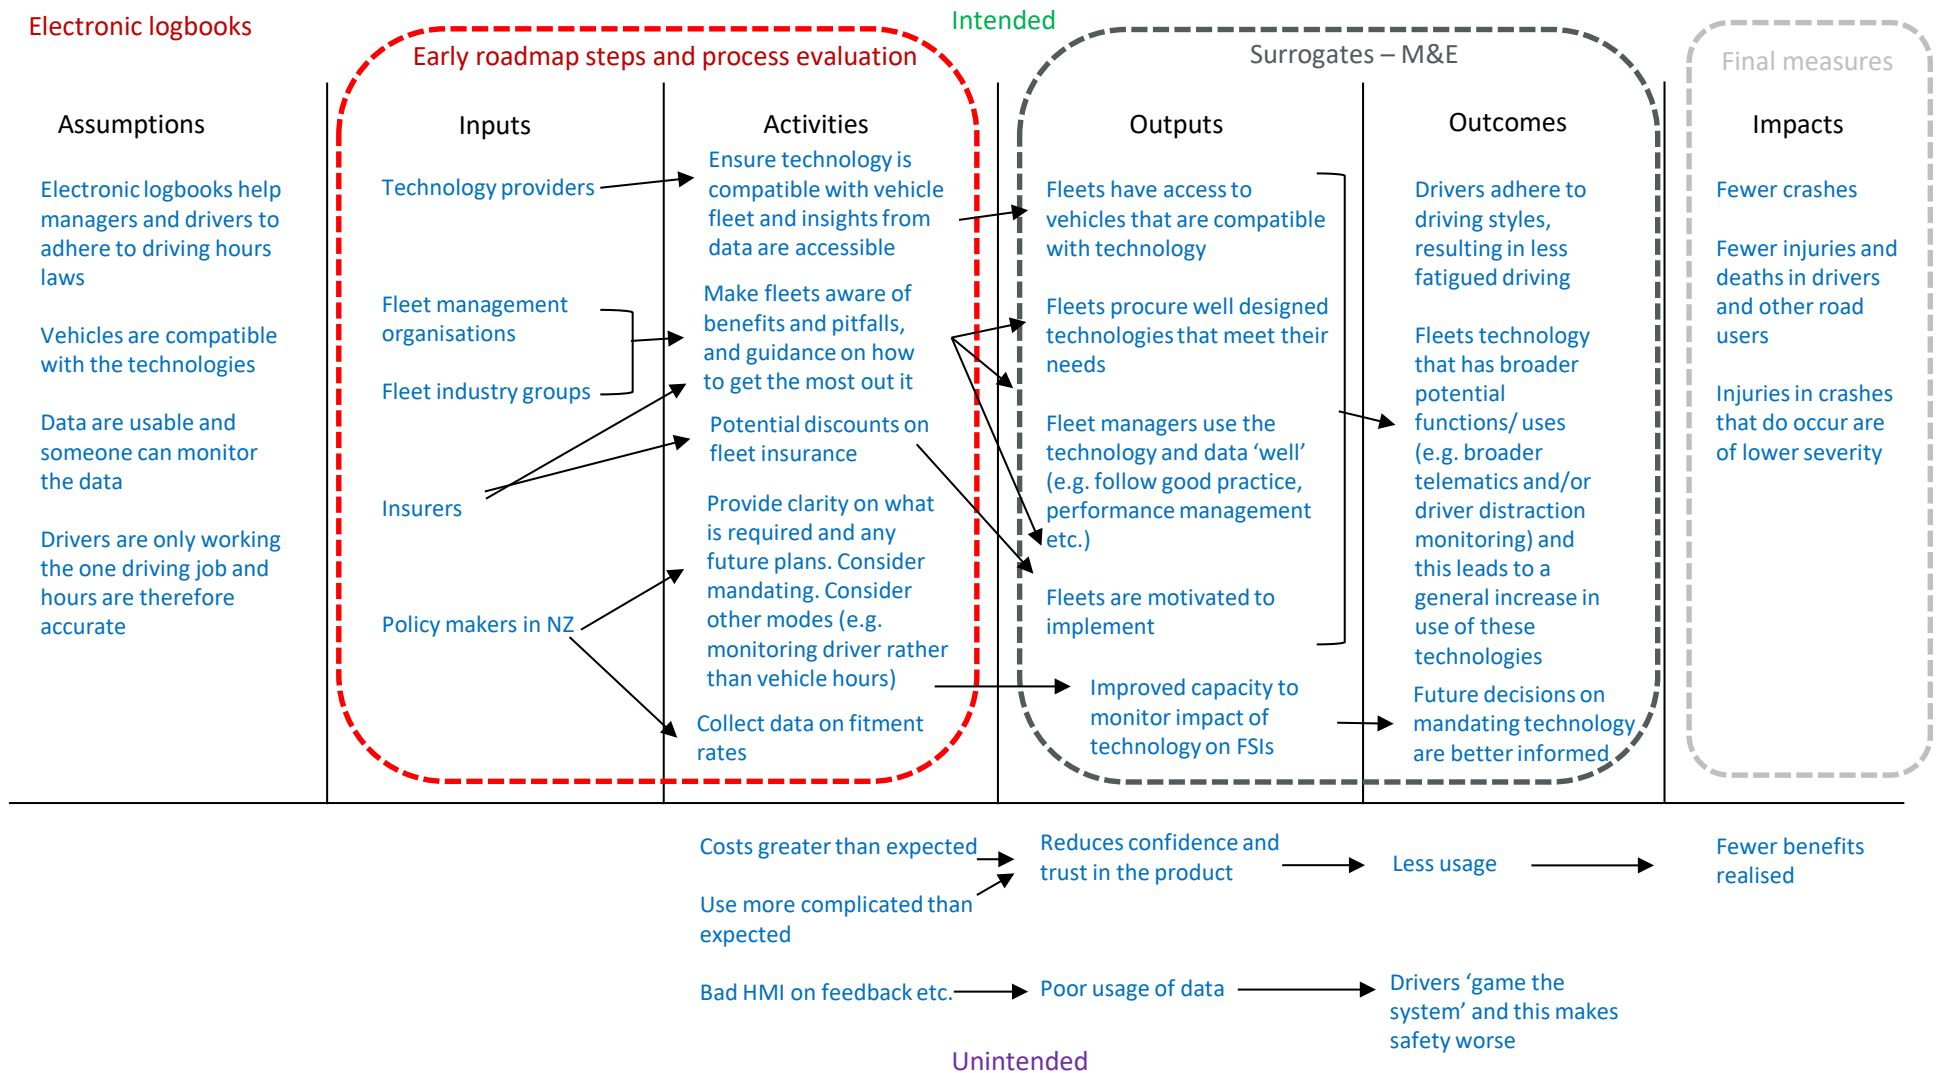 Electronic logbooks
Intended
Early roadmap steps and process evaluation
Surrogates – M&E
Final measures
Assumptions
Electronic logbooks help
managers and drivers to
adhere to driving hours
laws
Vehicles are compatible
with the technologies
Data are usable and
someone can monitor
the data
Drivers are only working
the one driving job and
hours are therefore
accurate
Inputs
Technology providers
Fleet management
organisations
Fleet industry groups
Insurers
Policy makers in NZ
Activities
Ensure technology is
compatible with vehicle
fleet and insights from
data are accessible
Make fleets aware of
benefits and pitfalls,
and guidance on how
to get the most out it
Potential discounts on
fleet insurance
Provide clarity on what
is required and any
future plans. Consider
mandating. Consider
other modes (e.g.
monitoring driver rather
than vehicle hours)
Collect data on fitment
rates
Outputs
Fleets have access to
vehicles that are compatible
with technology
Fleets procure well designed
technologies that meet their
needs
Fleet managers use the
technology and data ‘well’
(e.g. follow good practice,
performance management
etc.)
Fleets are motivated to
implement
Improved capacity to
monitor impact of
technology on FSIs
Outcomes
Drivers adhere to
driving styles,
resulting in less
fatigued driving
Fleets technology
that has broader
potential
functions/ uses
(e.g. broader
telematics and/or
driver distraction
monitoring) and
this leads to a
general increase in
use of these
technologies
Future decisions on
mandating technology
are better informed
Impacts
Fewer crashes
Fewer injuries and
deaths in drivers
and other road
users
Injuries in crashes
that do occur are
of lower severity
Costs greater than expected
Use more complicated than
expected
Reduces confidence and
trust in the product
Less usage
Fewer benefits
realised
Bad HMI on feedback etc.
Poor usage of data
Drivers ‘game the
system’ and this makes
safety worse
Unintended